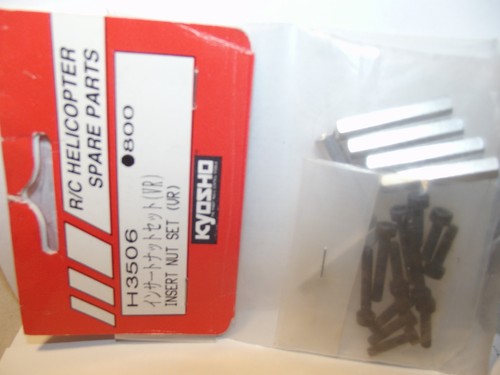 R/C HELICOPTER
SPARE PARTS
●800
H3506
インサートナットセット(VR)
INSERT NUT SET (VR)
KYOSHO